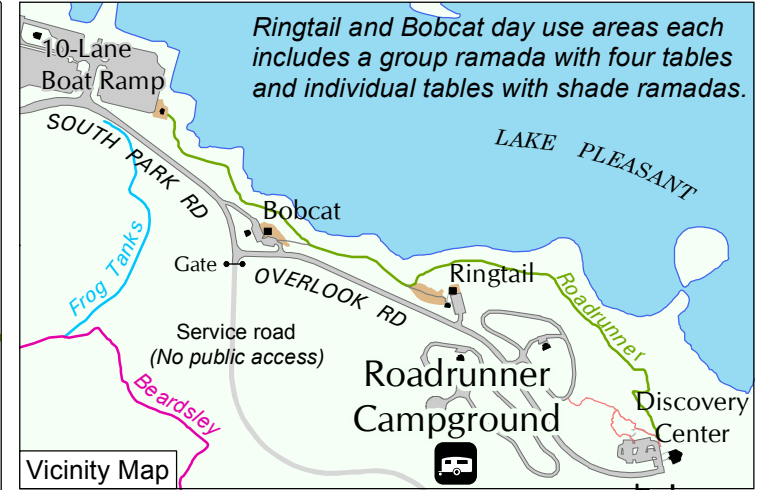 Ringtail and Bobcat day use areas each
includes a group ramada with four tables
and individual tables with shade ramadas.
10-Lane
Boat Ramp
LAKE PLEASANT
SOUTH PARK RD
Bobcat
Gate
OVERLOOK RD
Ringtail
Frog Tanks
Roadrunner
Service road
(No public access)
Roadrunner
Campground
Beardsley
Discovery
Center
Vicinity Map